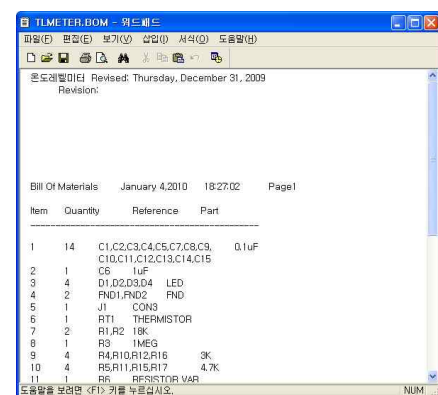 TLMETER.BOM - 워드패드
파일(F) 편집(E) 보기(V) 삽입(I) 서식(O) 도움말(H)
온도레벨미터 Revised: Thursday, December 31, 2009
Revision:
Bill Of Materials January 4,2010 18:27:02 Page1
Item Quantity Reference Part
1 14 C1,C2,C3,C4,C5,C7,C8,C9, 0.1uF
C10,C11,C12,C13,C14,C15
2 1 C6 1uF
3 4 D1,D2,D3,D4 LED
4 2 FND1,FND2 FND
5 1 J1 CON3
6 1 RT1 THERMISTOR
7 2 R1,R2 18K
8 1 R3 1MEG
9 4 R4,R10,R12,R16 3K
10 4 R5,R11,R15,R17 4.7K
11 1 R6 RESISTOR VAR
도움말을 보려면 <F1> 키를 누르십시오. NUM